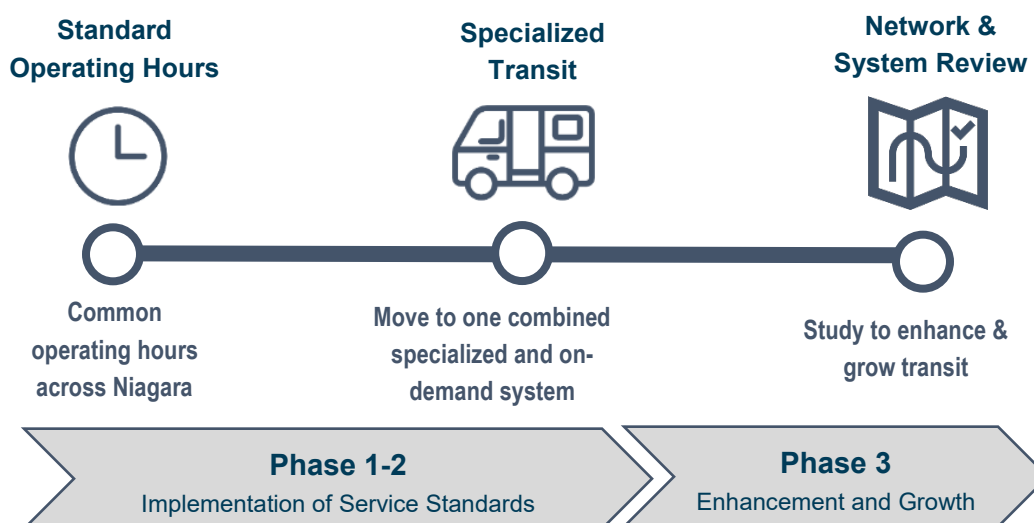 Standard
Operating Hours
Specialized
Transit
Network &
System Review
Common
operating hours
across Niagara
Move to one combined
specialized and on-
demand system
Study to enhance &
grow transit
Phase 1-2
Implementation of Service Standards
Phase 3
Enhancement and Growth